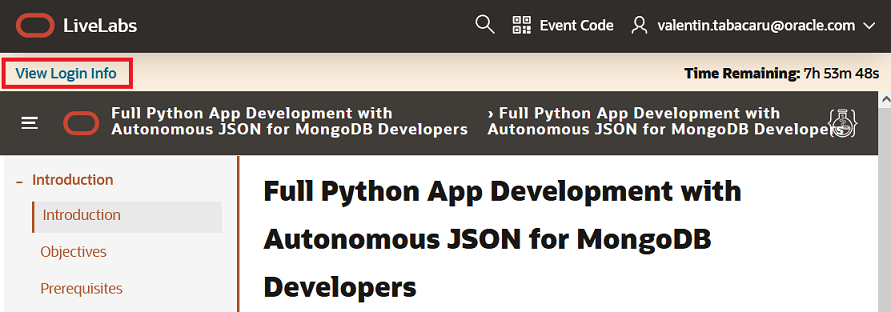 LiveLabs
Event Code
valentin.tabacaru@oracle.com
View Login Info
Time Remaining: 7h 53m 48s
Full Python App Development with
Autonomous JSON for MongoDB Developers
› Full Python App Development with
Autonomous JSON for MongoDB Developers
– Introduction
Introduction
Objectives
Prerequisites
Full Python App Development with
Autonomous JSON for MongoDB
Developers